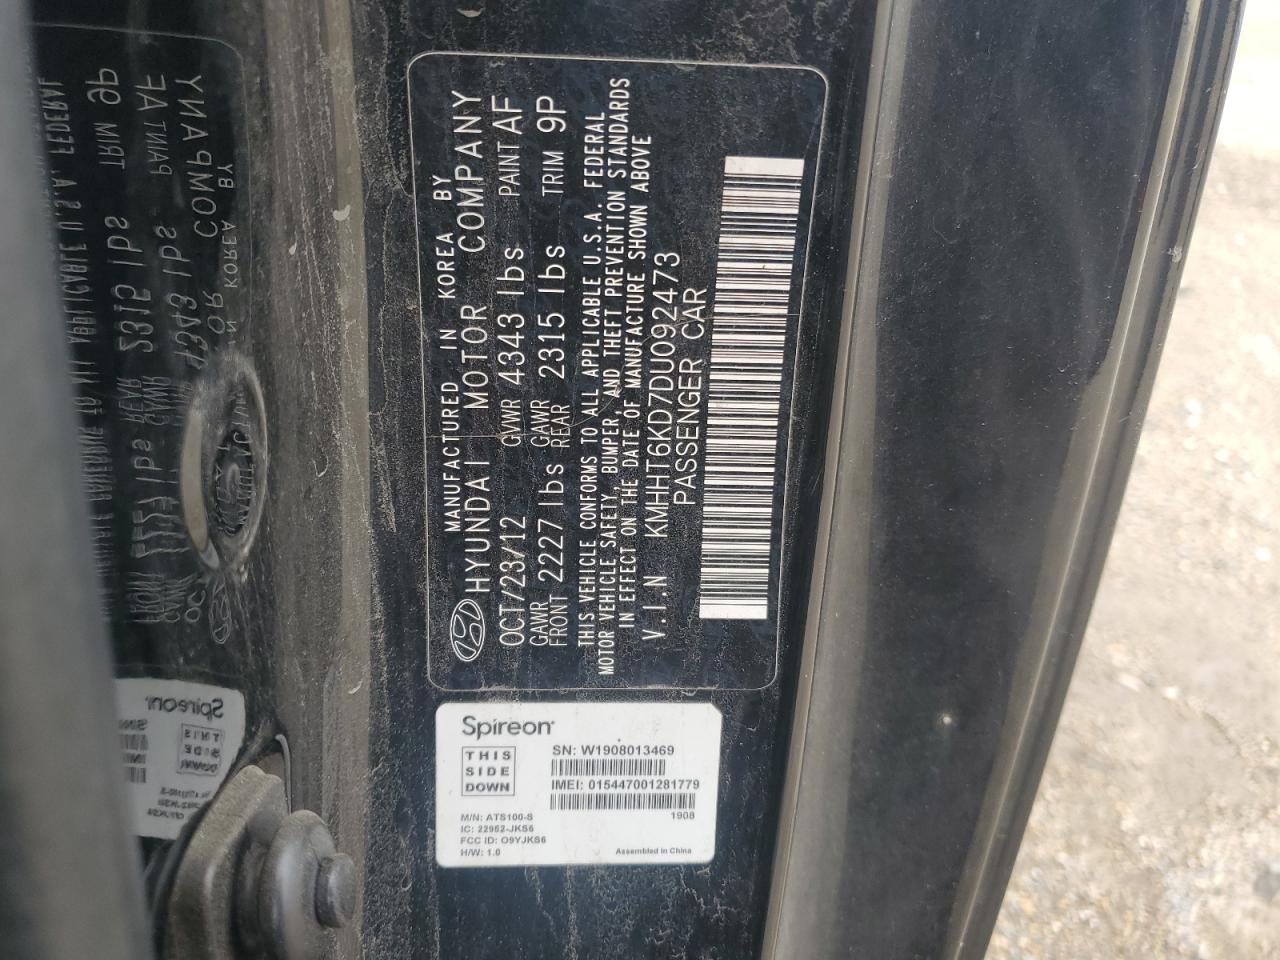 MANUFACTURED IN KOREA BY
HYUNDAI MOTOR COMPANY
OCT/23/12 GVWR 4343 lbs PAINT AF
GAWR FRONT 2227 lbs GAWR REAR 2315 lbs TRIM 9P
THIS VEHICLE CONFORMS TO ALL APPLICABLE U.S.A. FEDERAL
MOTOR VEHICLE SAFETY, BUMPER, AND THEFT PREVENTION STANDARDS
IN EFFECT ON THE DATE OF MANUFACTURE SHOWN ABOVE
V.I.N KMHHT6KD7DU092473
PASSENGER CAR
Spireon
THIS
SIDE
DOWN
SN: W1908013469
IMEI: 015447001281779
1908
M/N: ATS100-S
IC: 22952-JKS6
FCC ID: O9YJKS6
H/W: 1.0
Assembled in China